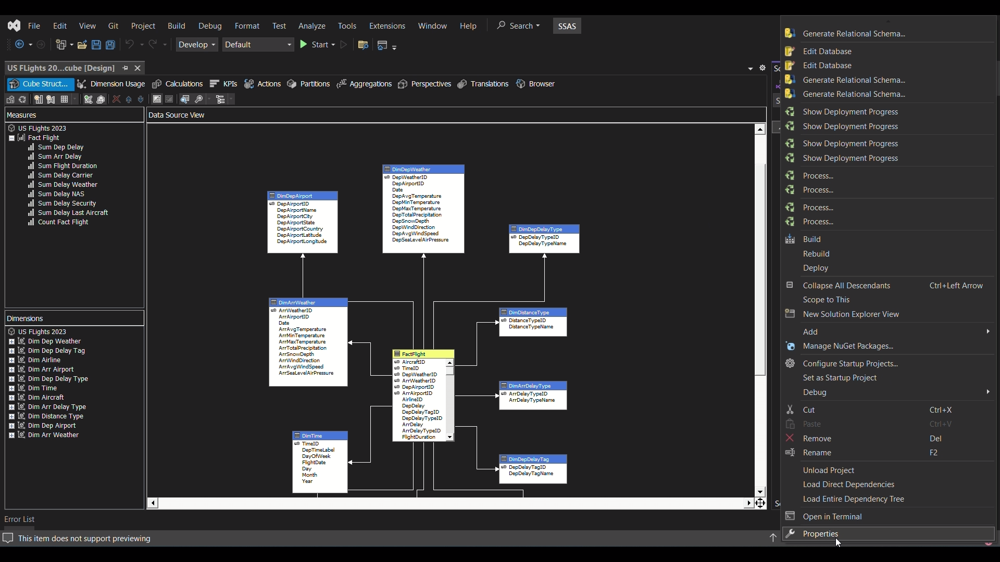 File Edit View Git Project Build Debug Format Test Analyze Tools Extensions Window Help Search SSAS
Develop Default Start
US FLights 20...cube [Design]
Cube Struct... Dimension Usage Calculations KPIs Actions Partitions Aggregations Perspectives Translations Browser
Measures
US FLights 2023
Fact Flight
Sum Dep Delay
Sum Arr Delay
Sum Flight Duration
Sum Delay Carrier
Sum Delay Weather
Sum Delay NAS
Sum Delay Security
Sum Delay Last Aircraft
Count Fact Flight
Dimensions
US FLights 2023
Dim Dep Weather
Dim Dep Delay Tag
Dim Airline
Dim Arr Airport
Dim Dep Delay Type
Dim Time
Dim Aircraft
Dim Arr Delay Type
Dim Distance Type
Dim Dep Airport
Dim Arr Weather
Data Source View
DimDepWeather
DepWeatherID
DepAirportID
Date
DepAvgTemperature
DepMinTemperature
DepMaxTemperature
DepTotalPrecipitation
DepSnowDepth
DepWindDirection
DepAvgWindSpeed
DepSeaLevelAirPressure
DimDepAirport
DepAirportID
DepAirportName
DepAirportCity
DepAirportState
DepAirportCountry
DepAirportLatitude
DepAirportLongitude
DimDepDelayType
DepDelayTypeID
DepDelayTypeName
DimArrWeather
ArrWeatherID
ArrAirportID
Date
ArrAvgTemperature
ArrMinTemperature
ArrMaxTemperature
ArrTotalPrecipitation
ArrSnowDepth
ArrWindDirection
ArrAvgWindSpeed
ArrSeaLevelAirPressure
DimDistanceType
DistanceTypeID
DistanceTypeName
FactFlight
AircraftID
TimeID
DepWeatherID
ArrWeatherID
DepAirportID
ArrAirportID
AirlineID
DepDelay
DepDelayTagID
DepDelayTypeID
ArrDelay
ArrDelayTypeID
FlightDuration
DimArrDelayType
ArrDelayTypeID
ArrDelayTypeName
DimTime
TimeID
DepTimeLabel
DayOfWeek
FlightDate
Day
Month
Year
DimDepDelayTag
DepDelayTagID
DepDelayTagName
Generate Relational Schema...
Edit Database
Edit Database
Generate Relational Schema...
Generate Relational Schema...
Show Deployment Progress
Show Deployment Progress
Show Deployment Progress
Show Deployment Progress
Process...
Process...
Process...
Process...
Build
Rebuild
Deploy
Collapse All Descendants Ctrl+Left Arrow
Scope to This
New Solution Explorer View
Add
Manage NuGet Packages...
Configure Startup Projects...
Set as Startup Project
Debug
Cut Ctrl+X
Paste Ctrl+V
Remove Del
Rename F2
Unload Project
Load Direct Dependencies
Load Entire Dependency Tree
Open in Terminal
Properties
Error List
This item does not support previewing